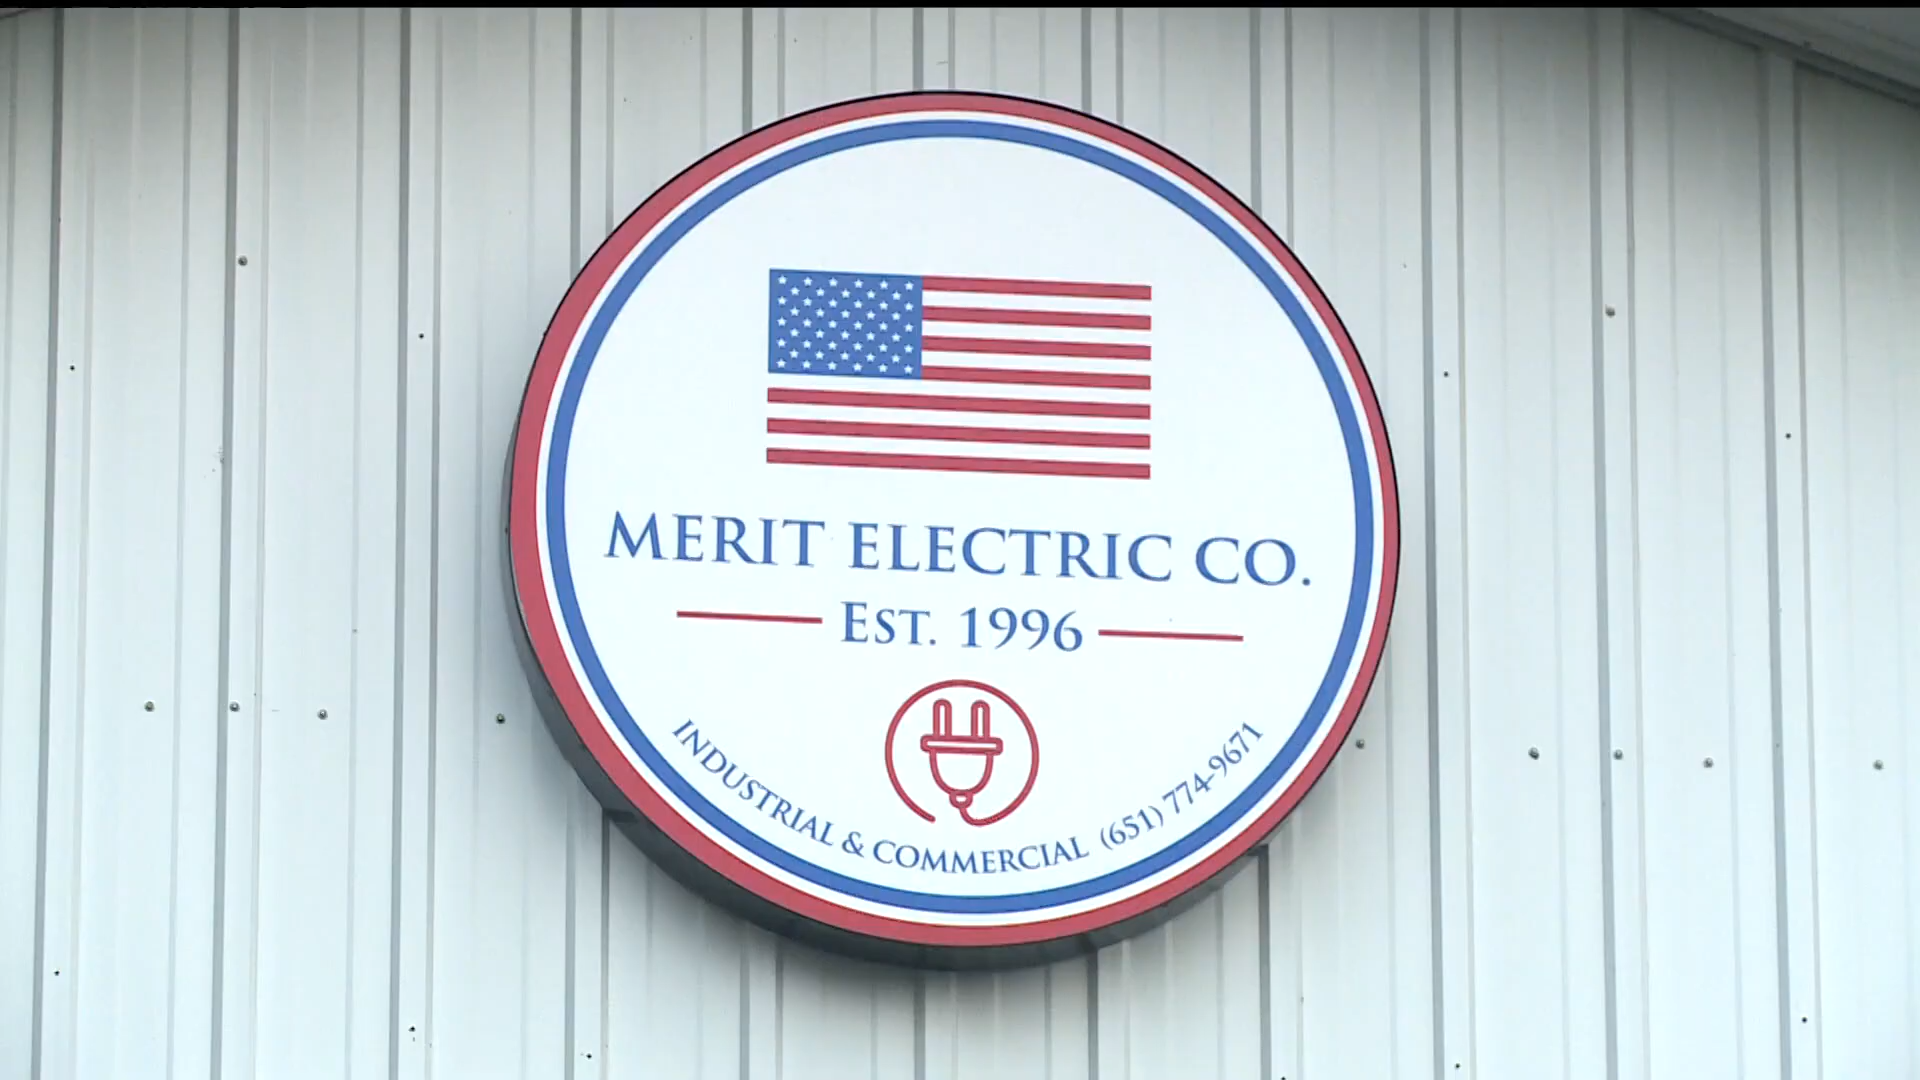 MERIT ELECTRIC CO.
EST. 1996
INDUSTRIAL & COMMERCIAL (651) 774-9671